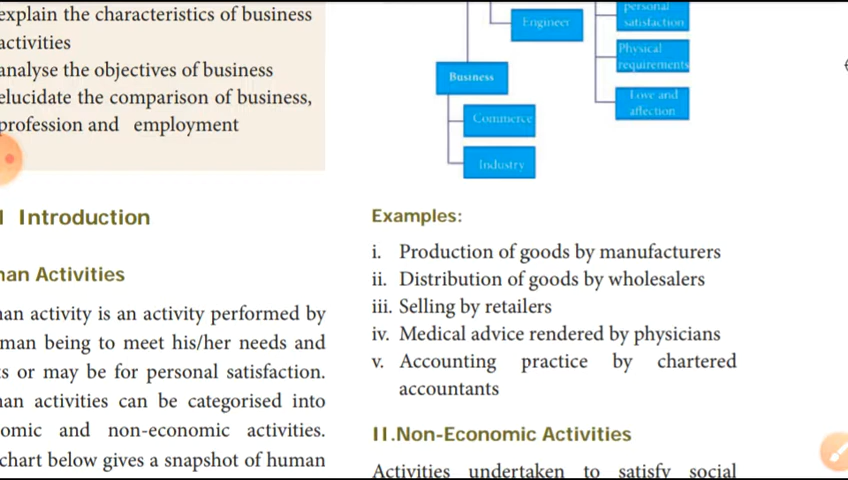 explain the characteristics of business
activities
analyse the objectives of business
elucidate the comparison of business,
profession and employment
Introduction
Activities
activity is an activity performed by
being to meet his/her needs and
or may be for personal satisfaction.
activities can be categorised into
and non-economic activities.
chart below gives a snapshot of human
Engineer
Business
Commerce
Industry
personal
satisfaction
Physical
requirements
Love and
affection
Examples:
i. Production of goods by manufacturers
ii. Distribution of goods by wholesalers
iii. Selling by retailers
iv. Medical advice rendered by physicians
v. Accounting practice by chartered
accountants
II.Non-Economic Activities
Activities undertaken to satisfy social